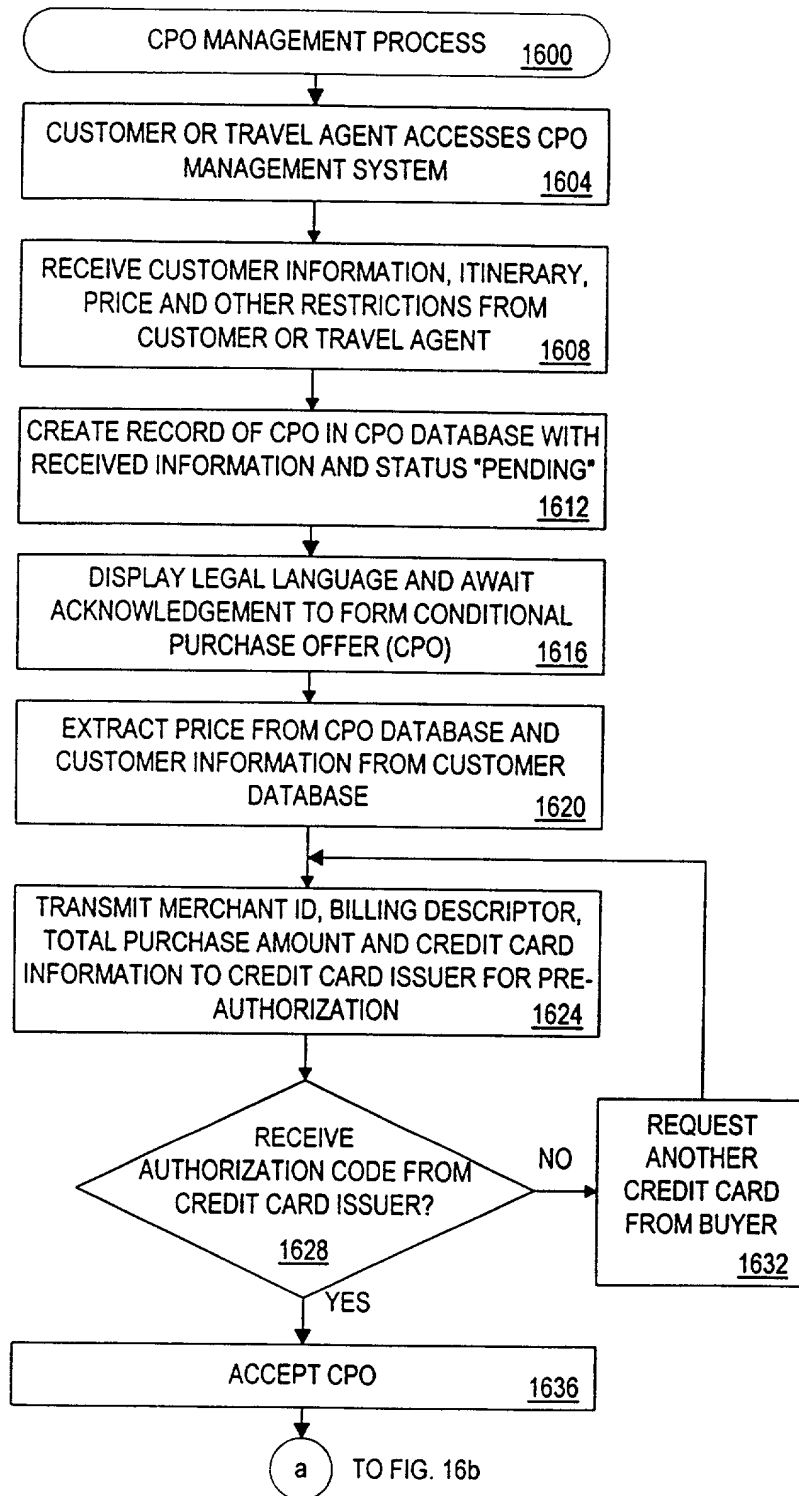 CPO MANAGEMENT PROCESS
1600
CUSTOMER OR TRAVEL AGENT ACCESSES CPO
MANAGEMENT SYSTEM
1604
RECEIVE CUSTOMER INFORMATION, ITINERARY,
PRICE AND OTHER RESTRICTIONS FROM
CUSTOMER OR TRAVEL AGENT
1608
CREATE RECORD OF CPO IN CPO DATABASE WITH
RECEIVED INFORMATION AND STATUS "PENDING"
1612
DISPLAY LEGAL LANGUAGE AND AWAIT
ACKNOWLEDGEMENT TO FORM CONDITIONAL
PURCHASE OFFER (CPO)
1616
EXTRACT PRICE FROM CPO DATABASE AND
CUSTOMER INFORMATION FROM CUSTOMER
DATABASE
1620
TRANSMIT MERCHANT ID, BILLING DESCRIPTOR,
TOTAL PURCHASE AMOUNT AND CREDIT CARD
INFORMATION TO CREDIT CARD ISSUER FOR PRE-
AUTHORIZATION
1624
RECEIVE
AUTHORIZATION CODE FROM
CREDIT CARD ISSUER?
1628
NO
REQUEST
ANOTHER
CREDIT CARD
FROM BUYER
1632
YES
ACCEPT CPO
1636
a
TO FIG. 16b